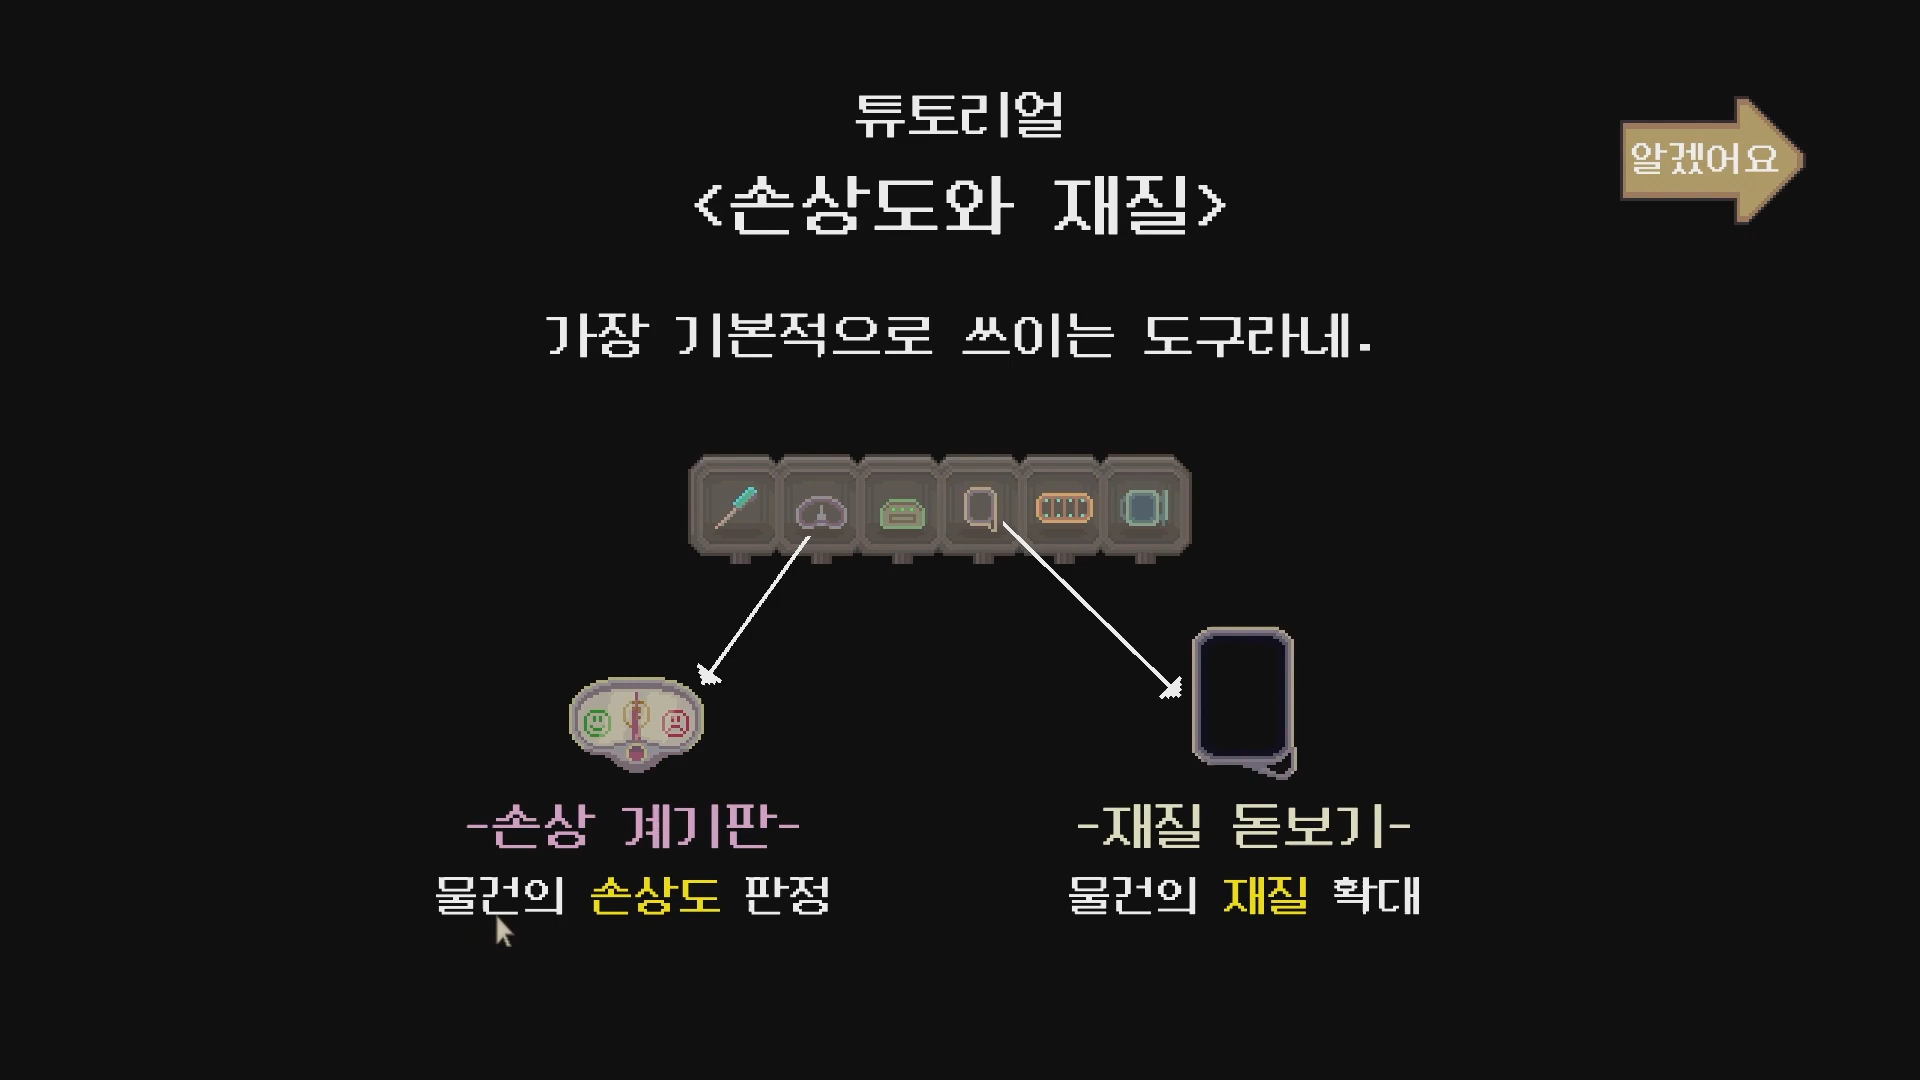 튜토리얼
<손상도와 재질>
알겠어요
가장 기본적으로 쓰이는 도구라네.
-손상 계기판-
물건의 손상도 판정
-재질 돋보기-
물건의 재질 확대